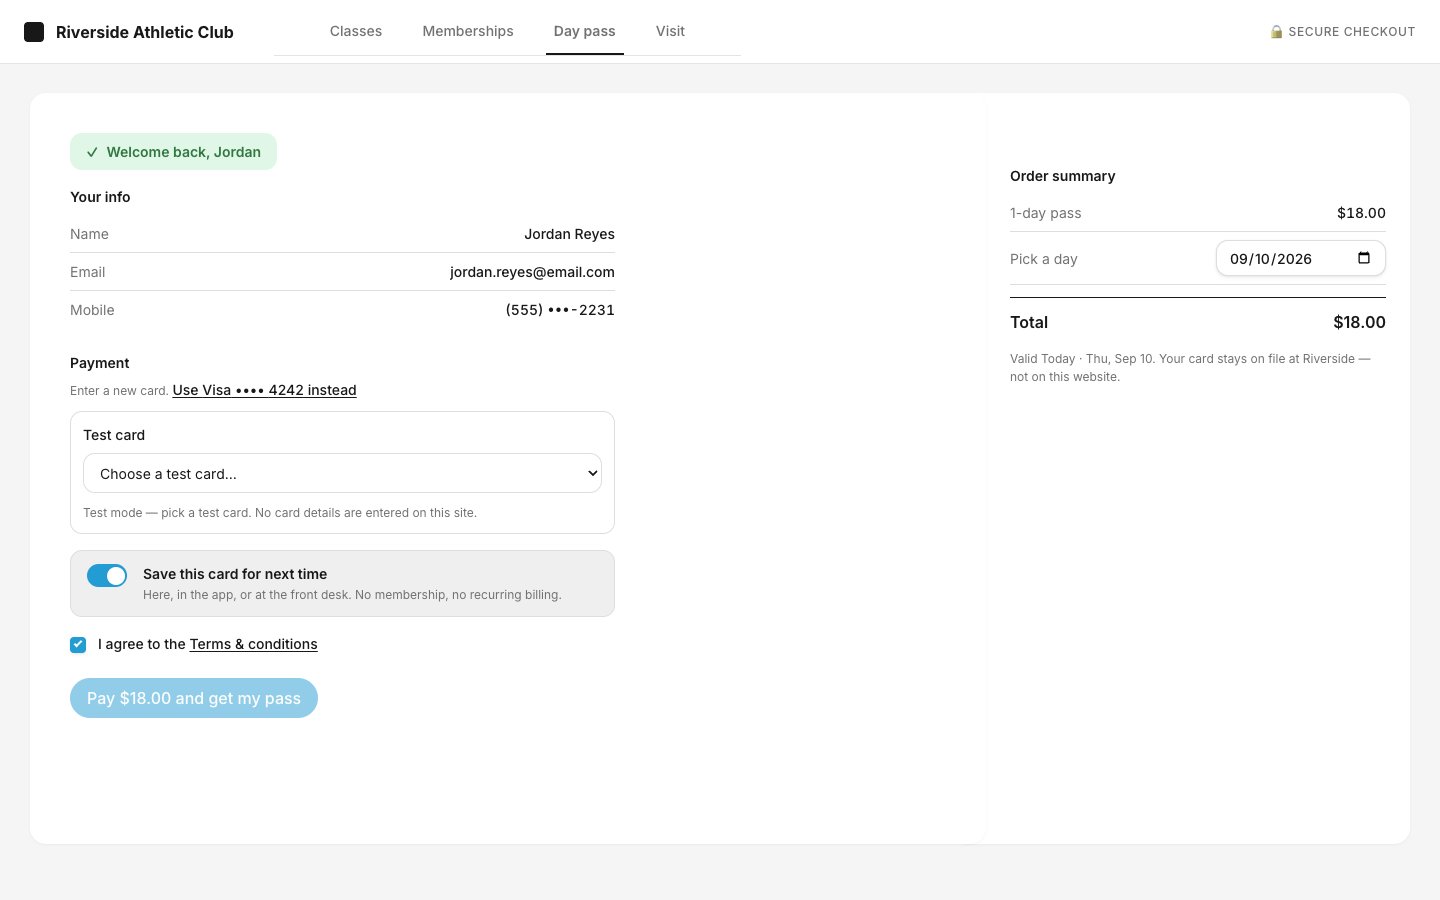 Riverside Athletic Club
Classes
Memberships
Day pass
Visit
SECURE CHECKOUT
Welcome back, Jordan
Your info
Name
Jordan Reyes
Email
jordan.reyes@email.com
Mobile
(555) •••-2231
Payment
Enter a new card. Use Visa •••• 4242 instead
Test card
Choose a test card...
Test mode — pick a test card. No card details are entered on this site.
Save this card for next time
Here, in the app, or at the front desk. No membership, no recurring billing.
I agree to the Terms & conditions
Pay $18.00 and get my pass
Order summary
1-day pass
$18.00
Pick a day
09/10/2026
Total
$18.00
Valid Today · Thu, Sep 10. Your card stays on file at Riverside —
not on this website.